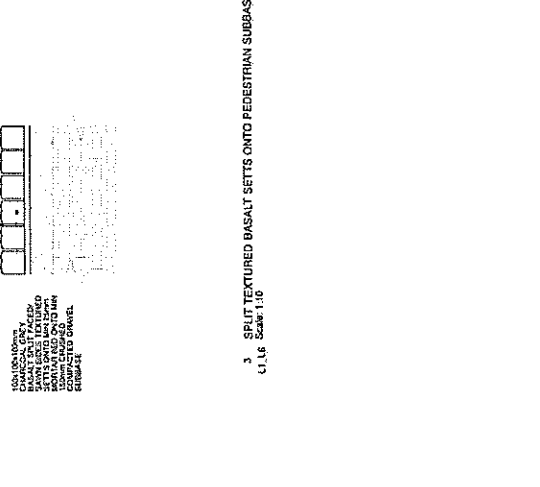 100x100x100mm
CHARCOAL GREY
BASALT SPLIT FACED/
SAWN SIDES TEXTURED
SETTS ONTO MIN 25mm
MORTAR BED ONTO MIN
150mm CRUSHED
COMPACTED GRAVEL
SUBBASE
3 SPLIT TEXTURED BASALT SETTS ONTO PEDESTRIAN SUBBAS
L1_L6 Scale: 1:10